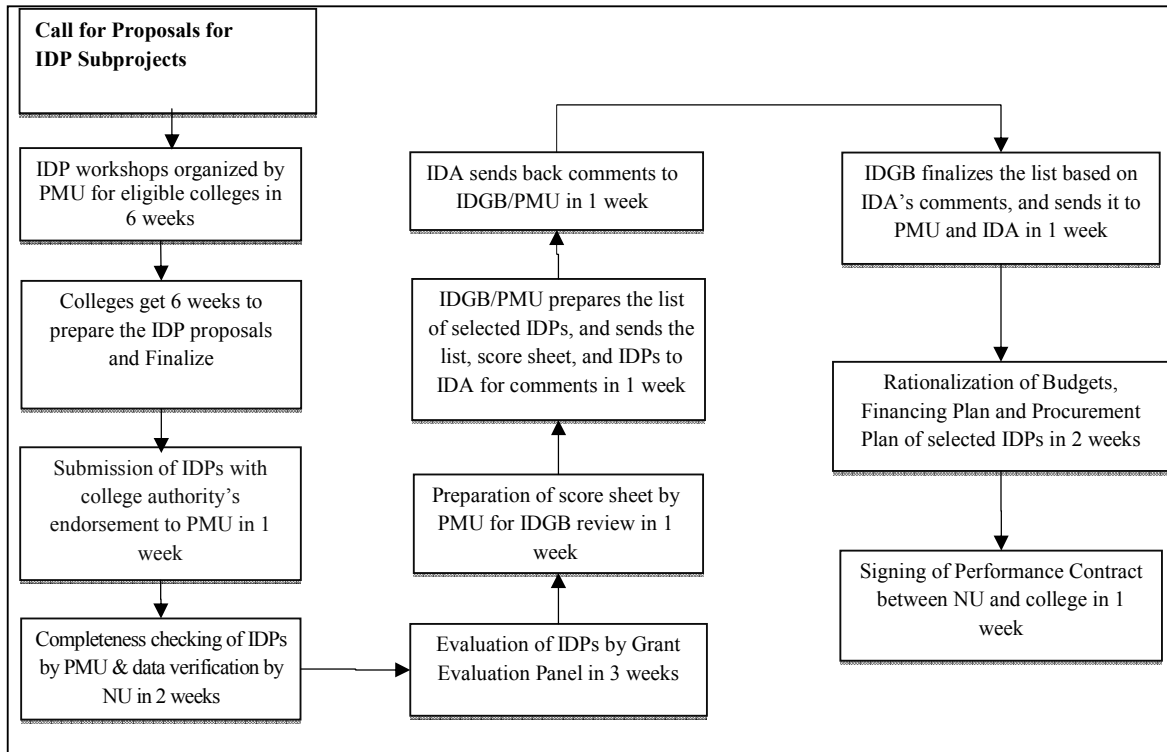 Call for Proposals for
IDP Subprojects
IDP workshops organized by
PMU for eligible colleges in
6 weeks
Colleges get 6 weeks to
prepare the IDP proposals
and Finalize
Submission of IDPs with
college authority's
endorsement to PMU in 1
week
Completeness checking of IDPs
by PMU & data verification by
NU in 2 weeks
Evaluation of IDPs by Grant
Evaluation Panel in 3 weeks
Preparation of score sheet by
PMU for IDGB review in 1
week
IDGB/PMU prepares the list
of selected IDPs, and sends the
list, score sheet, and IDPs to
IDA for comments in 1 week
IDA sends back comments to
IDGB/PMU in 1 week
IDGB finalizes the list based on
IDA's comments, and sends it to
PMU and IDA in 1 week
Rationalization of Budgets,
Financing Plan and Procurement
Plan of selected IDPs in 2 weeks
Signing of Performance Contract
between NU and college in 1
week